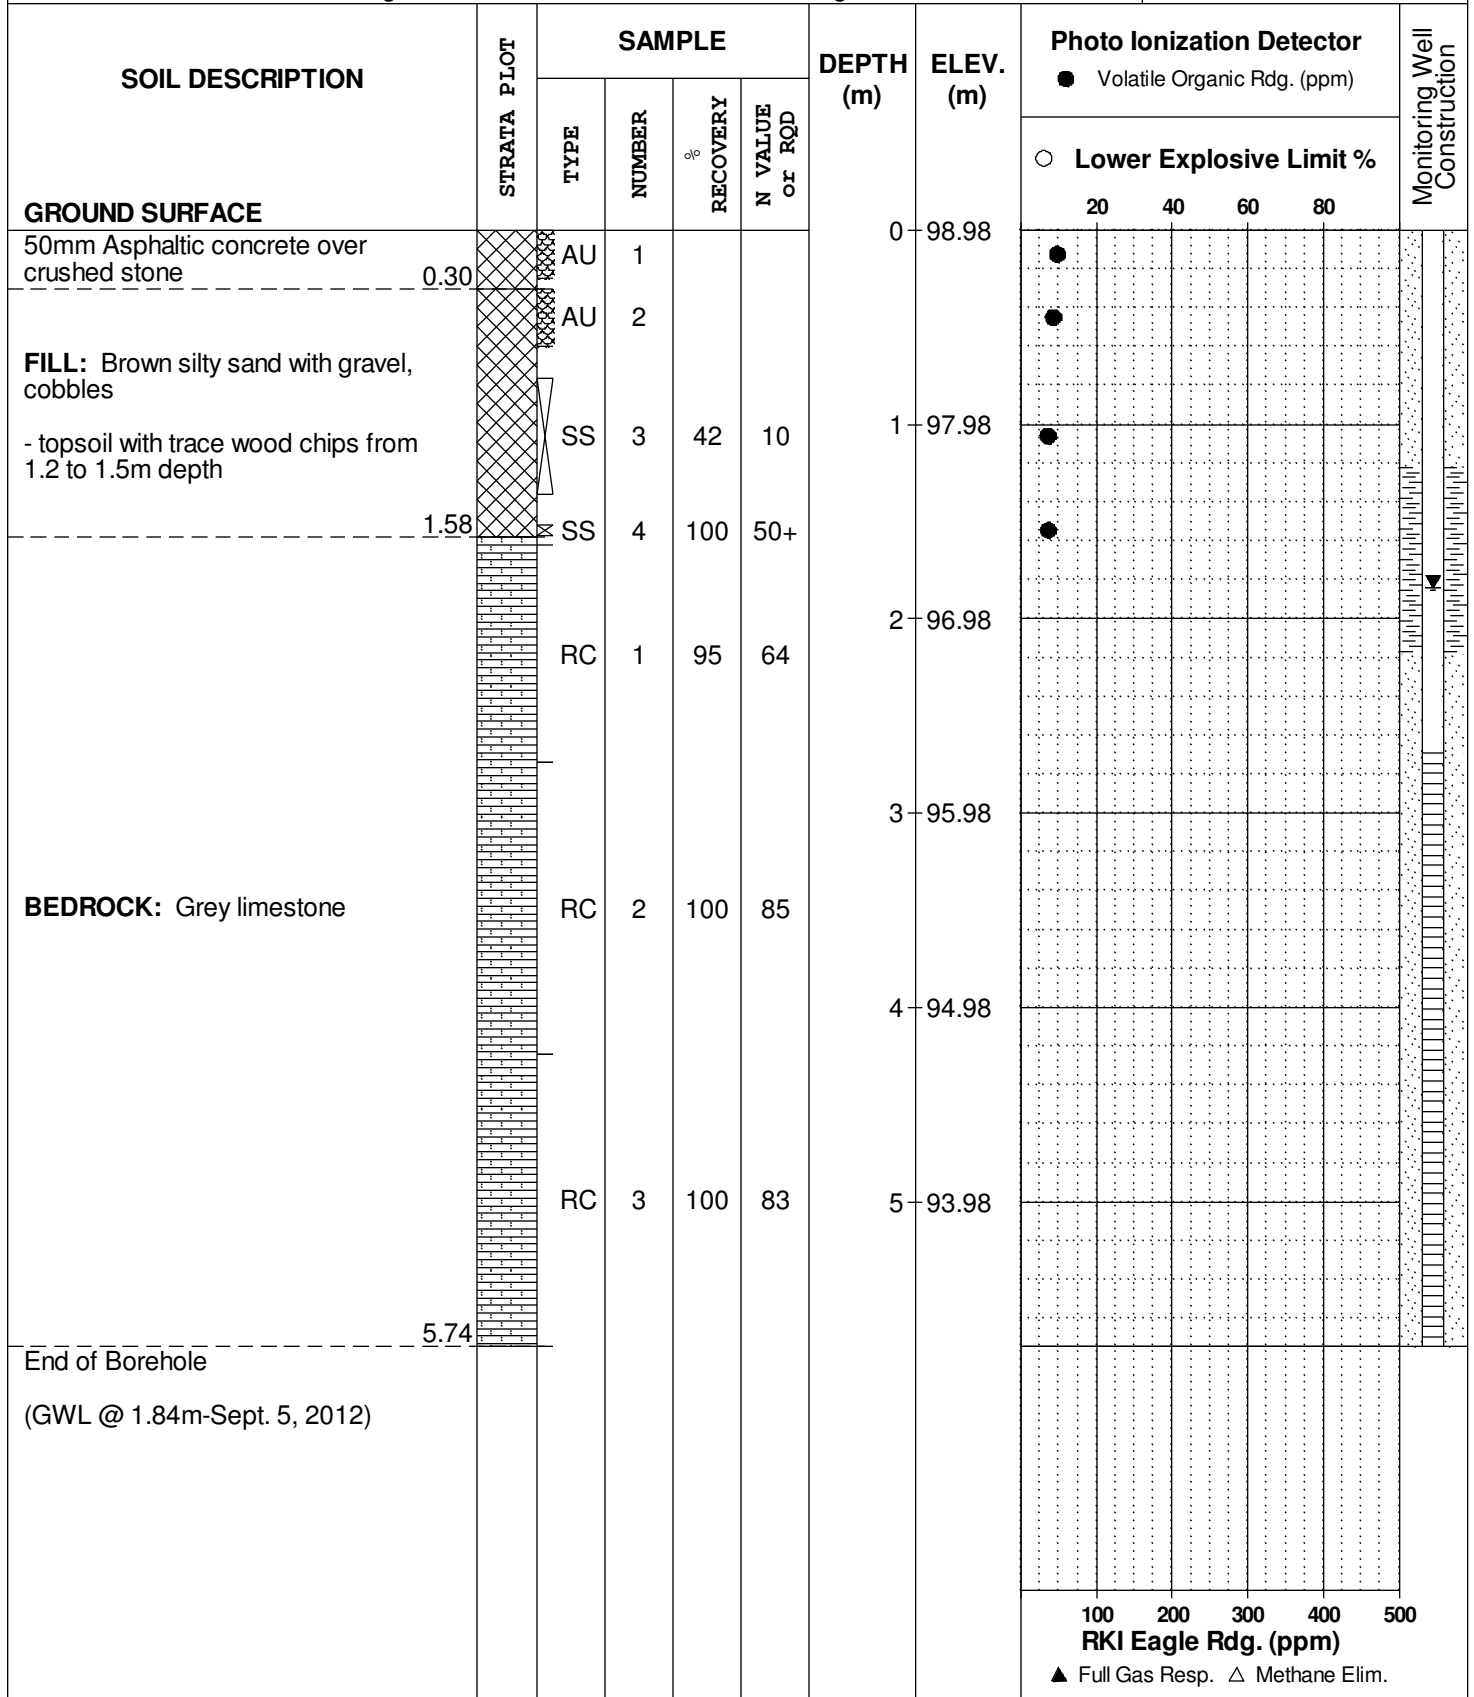 SOIL DESCRIPTION
GROUND SURFACE
STRATA PLOT
SAMPLE
TYPE
NUMBER
% RECOVERY
N VALUE or RQD
DEPTH
(m)
ELEV.
(m)
Photo Ionization Detector
Volatile Organic Rdg. (ppm)
Lower Explosive Limit %
20 40 60 80
Monitoring Well
Construction
0 98.98
50mm Asphaltic concrete over
crushed stone 0.30
AU 1
AU 2
FILL: Brown silty sand with gravel,
cobbles
- topsoil with trace wood chips from
1.2 to 1.5m depth
SS 3 42 10
1 97.98
1.58
SS 4 100 50+
2 96.98
RC 1 95 64
3 95.98
BEDROCK: Grey limestone
RC 2 100 85
4 94.98
RC 3 100 83
5 93.98
5.74
End of Borehole
(GWL @ 1.84m-Sept. 5, 2012)
100 200 300 400 500
RKI Eagle Rdg. (ppm)
Full Gas Resp. Methane Elim.